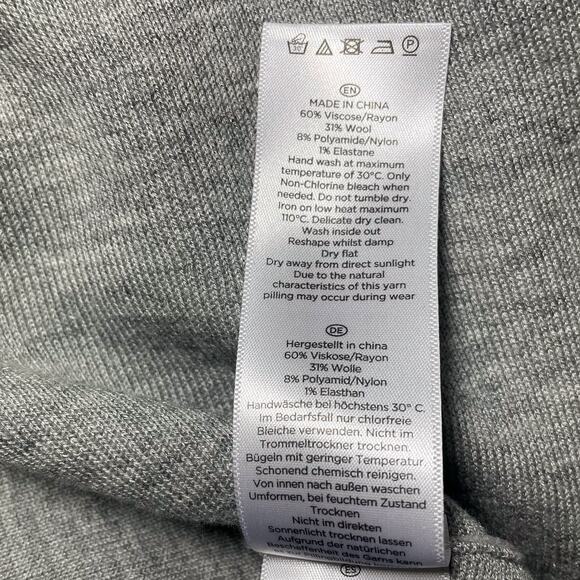 30°
P
EN
MADE IN CHINA
60% Viscose/Rayon
31% Wool
8% Polyamide/Nylon
1% Elastane
Hand wash at maximum
temperature of 30°C. Only
Non-Chlorine bleach when
needed. Do not tumble dry.
Iron on low heat maximum
110°C. Delicate dry clean.
Wash inside out
Reshape whilst damp
Dry flat
Dry away from direct sunlight
Due to the natural
characteristics of this yarn
pilling may occur during wear
DE
Hergestellt in china
60% Viskose/Rayon
31% Wolle
8% Polyamid/Nylon
1% Elasthan
Handwäsche bei höchstens 30° C.
im Bedarfsfall nur chlorfreie
Bleiche verwenden. Nicht im
Trommeltrockner trocknen.
Bügeln mit geringer Temperatur.
Schonend chemisch reinigen.
Von innen nach außen waschen
Umformen, bei feuchtem Zustand
Trocknen
Nicht im direkten
Sonnenlicht trocknen lassen
Aufgrund der natürlichen
Beschaffenheit des Garns kann
ES